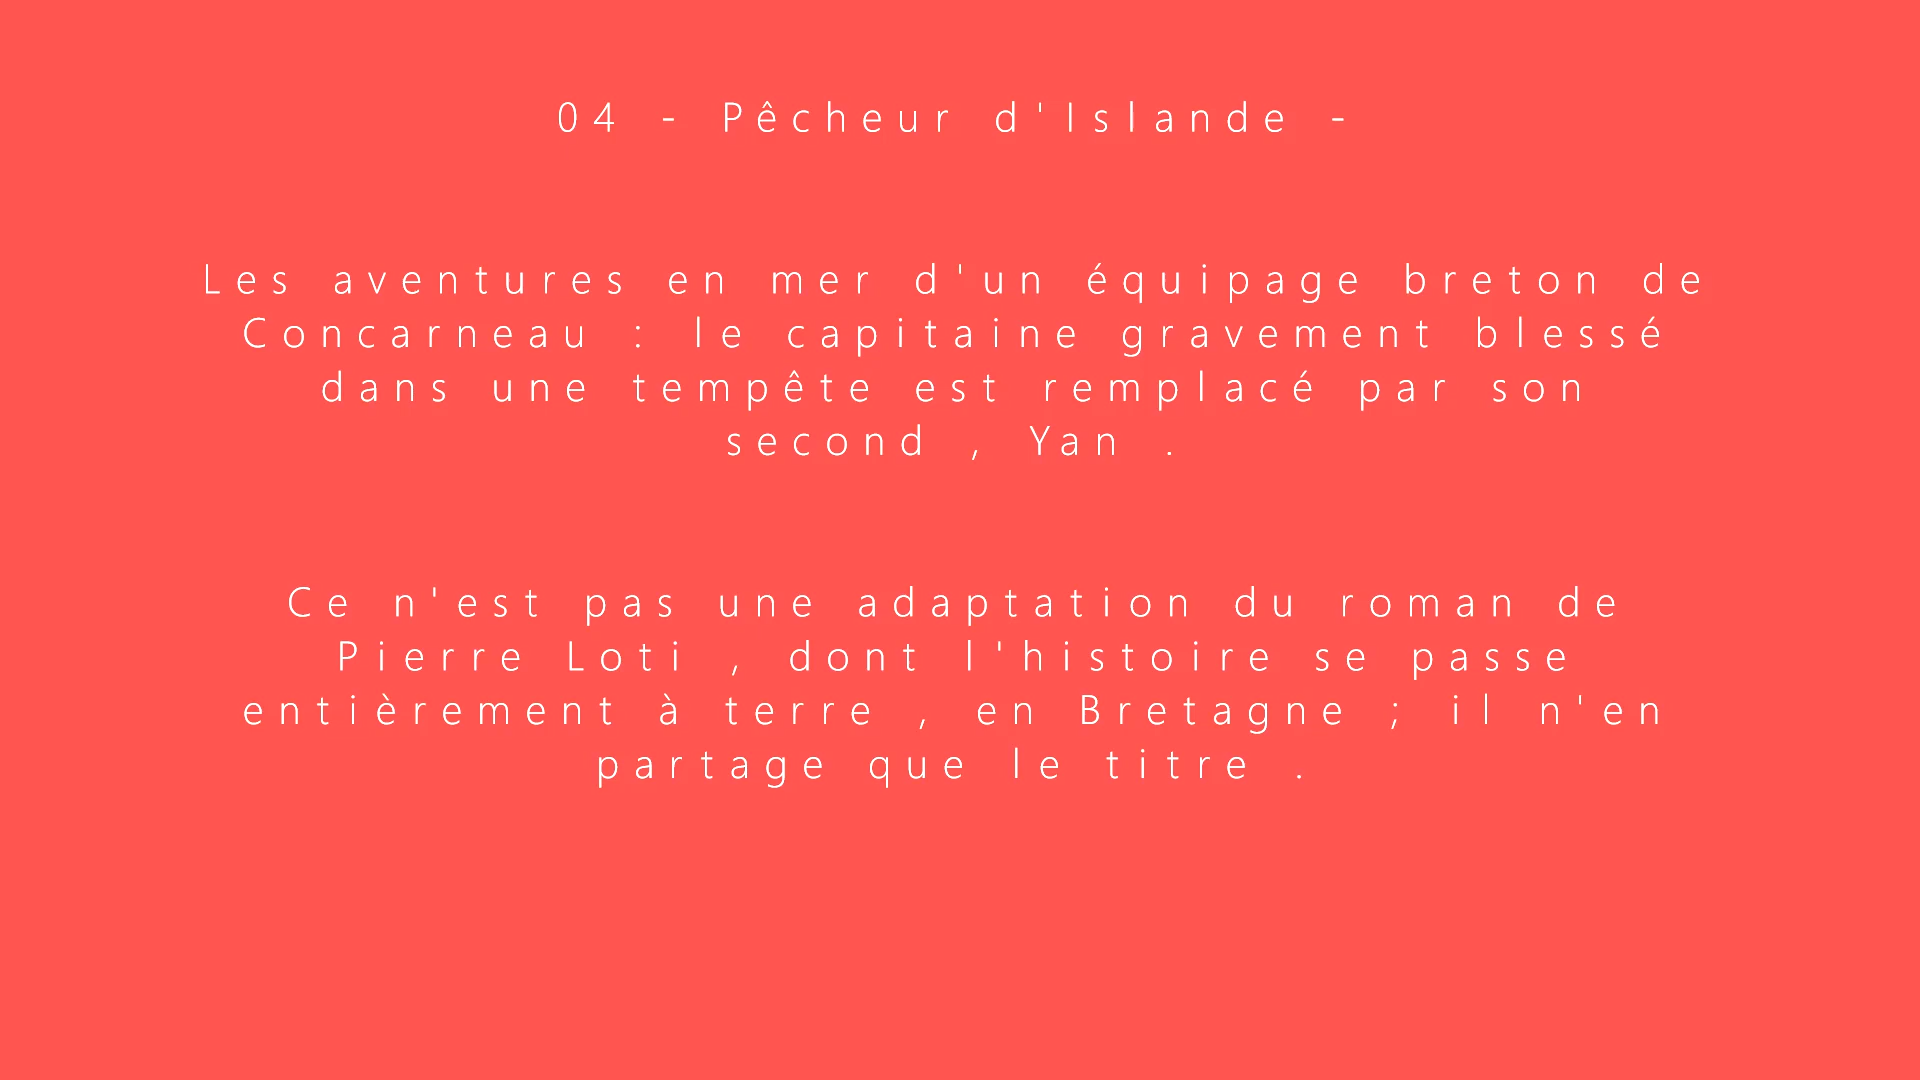 04 - Pêcheur d'Islande -
Les aventures en mer d'un équipage breton de
Concarneau : le capitaine gravement blessé
dans une tempête est remplacé par son
second , Yan .
Ce n'est pas une adaptation du roman de
Pierre Loti , dont l'histoire se passe
entièrement à terre , en Bretagne ; il n'en
partage que le titre .